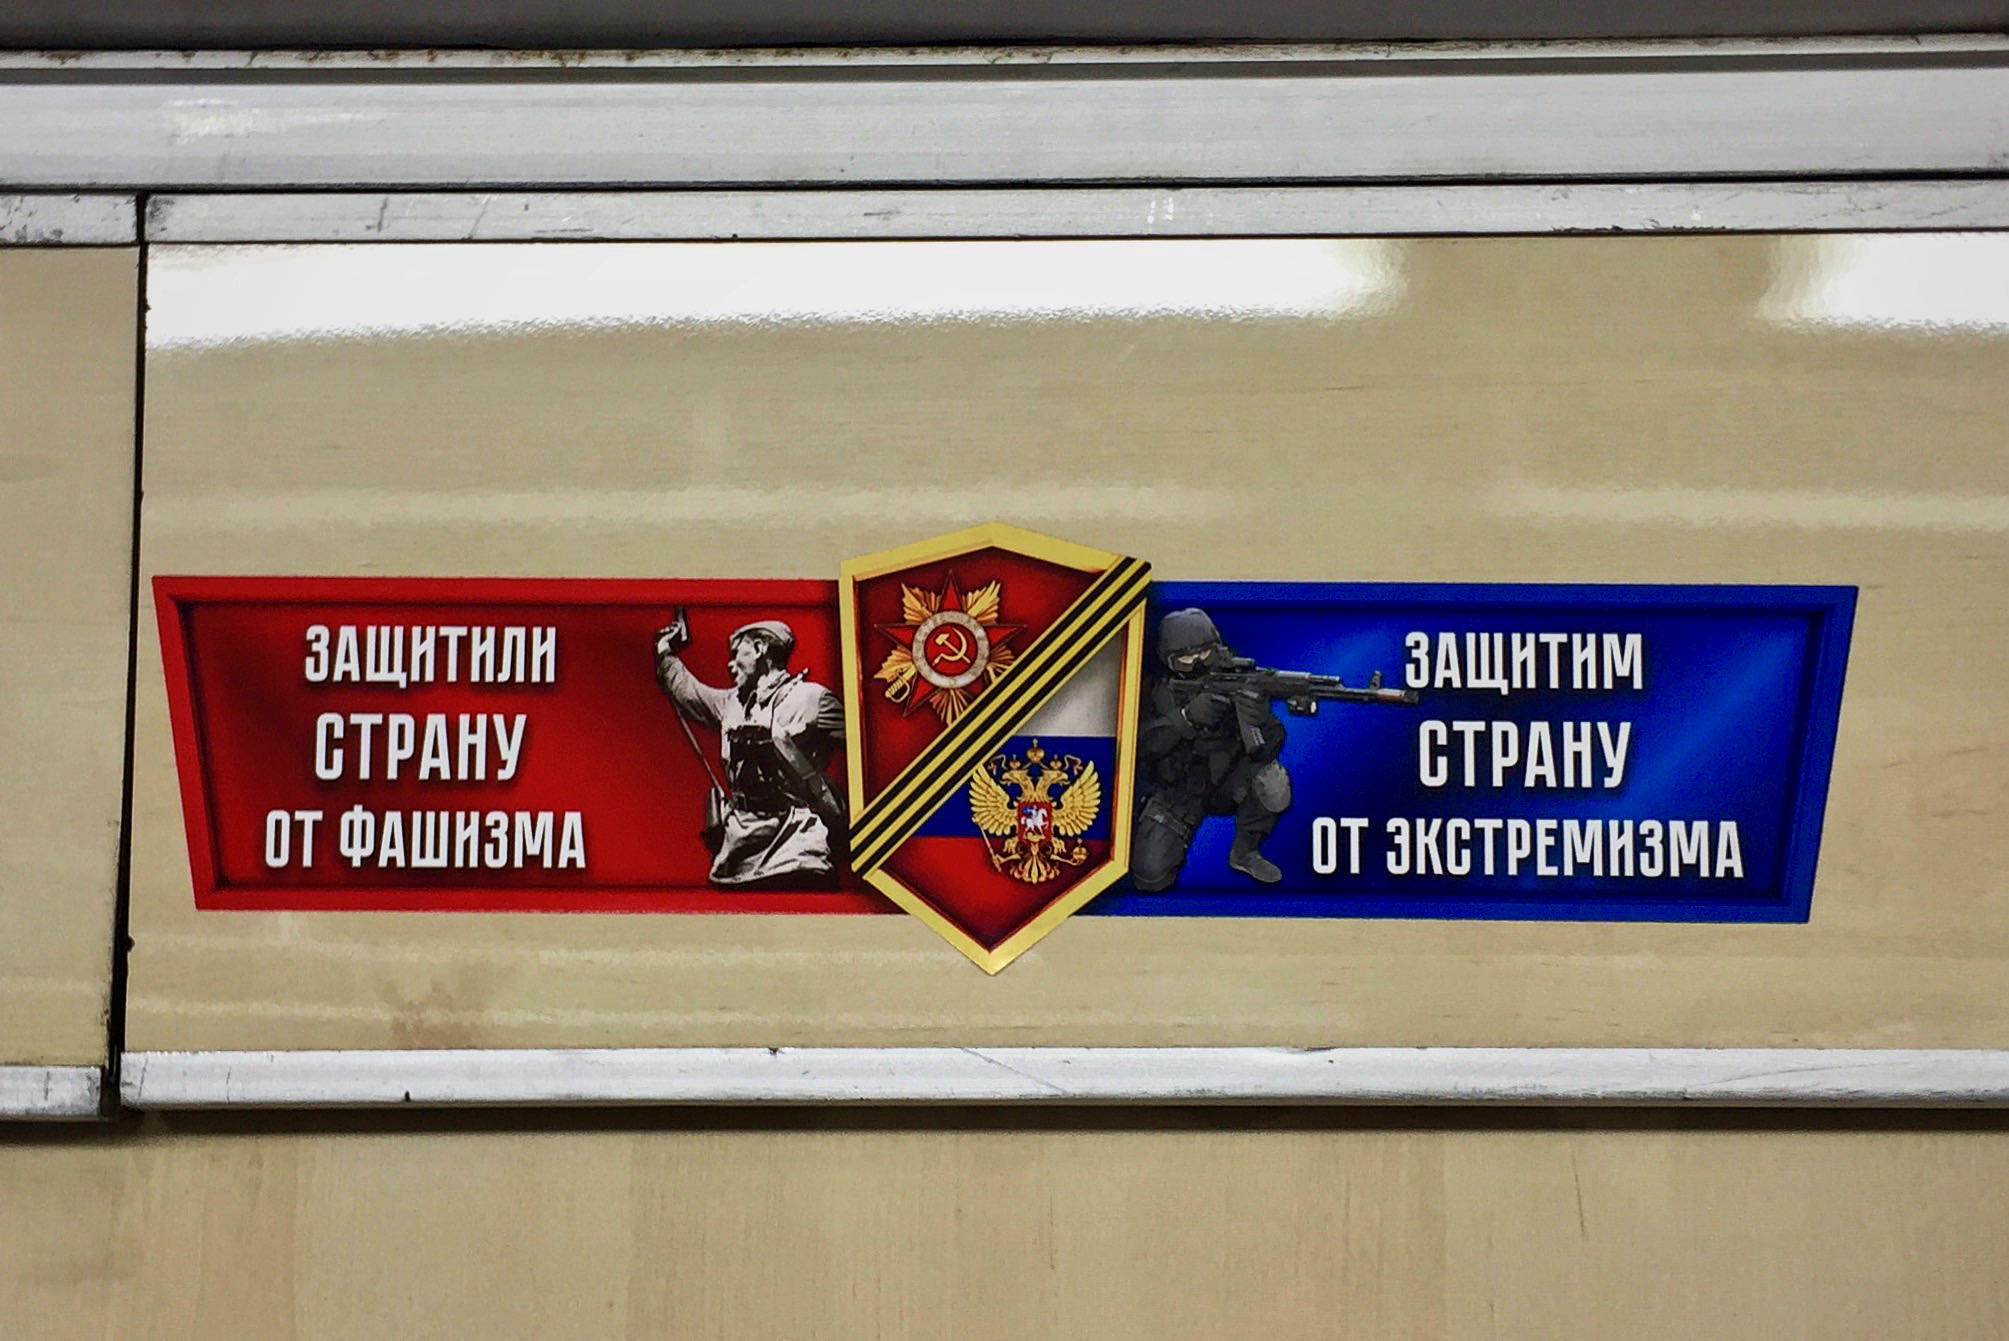 ЗАЩИТИЛИ
СТРАНУ
ОТ ФАШИЗМА
ЗАЩИТИМ
СТРАНУ
ОТ ЭКСТРЕМИЗМА